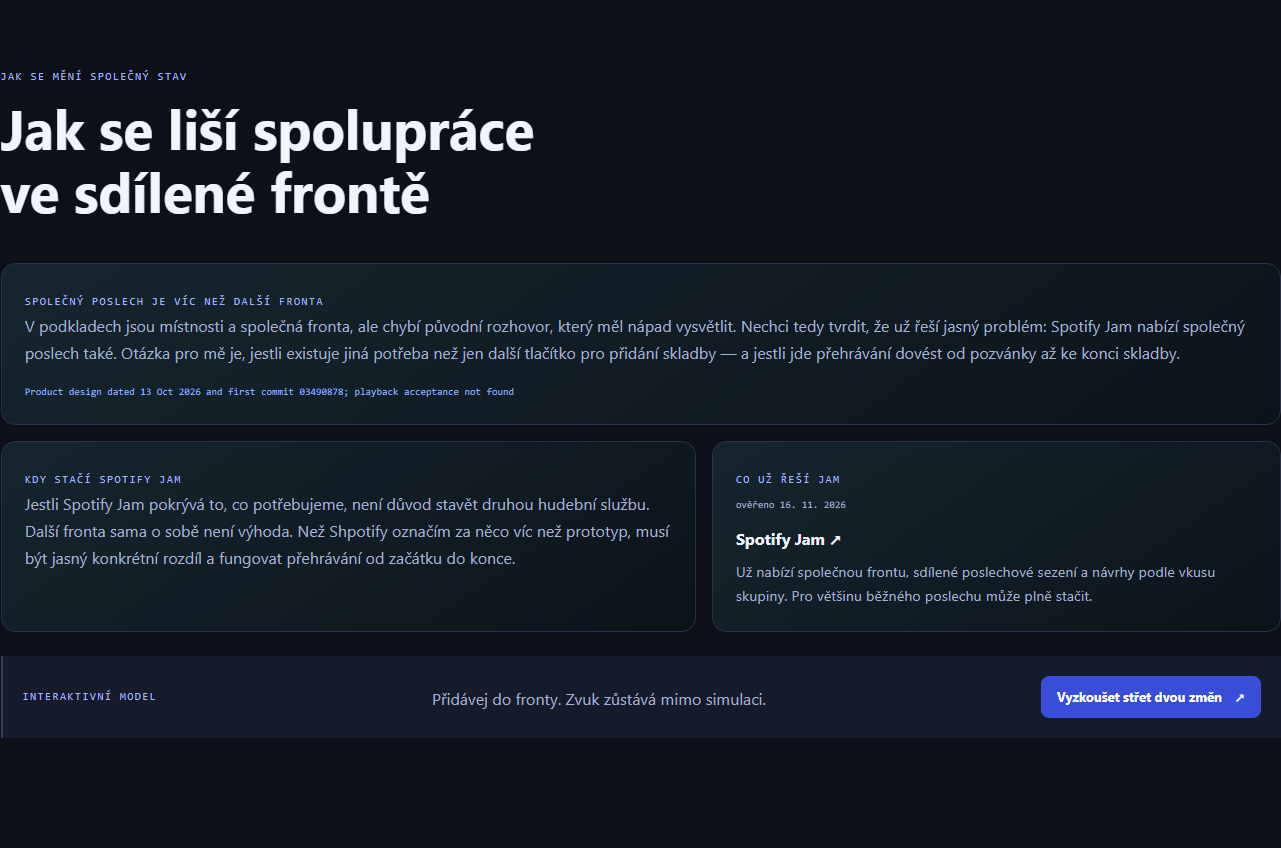 JAK SE MĚNÍ SPOLEČNÝ STAV
Jak se liší spolupráce
ve sdílené frontě
SPOLEČNÝ POSLECH JE VÍC NEŽ DALŠÍ FRONTA
V podkladech jsou místnosti a společná fronta, ale chybí původní rozhovor, který měl nápad vysvětlit. Nechci tedy tvrdit, že už řeší jasný problém: Spotify Jam nabízí společný
poslech také. Otázka pro mě je, jestli existuje jiná potřeba než jen další tlačítko pro přidání skladby — a jestli jde přehrávání dovést od pozvánky až ke konci skladby.
Product design dated 13 Oct 2026 and first commit 03490878; playback acceptance not found
KDY STAČÍ SPOTIFY JAM
Jestli Spotify Jam pokrývá to, co potřebujeme, není důvod stavět druhou hudební službu.
Další fronta sama o sobě není výhoda. Než Shpotify označím za něco víc než prototyp, musí
být jasný konkrétní rozdíl a fungovat přehrávání od začátku do konce.
CO UŽ ŘEŠÍ JAM
ověřeno 16. 11. 2026
Spotify Jam ↗
Už nabízí společnou frontu, sdílené poslechové sezení a návrhy podle vkusu
skupiny. Pro většinu běžného poslechu může plně stačit.
INTERAKTIVNÍ MODEL
Přidávej do fronty. Zvuk zůstává mimo simulaci.
Vyzkoušet střet dvou změn ↗